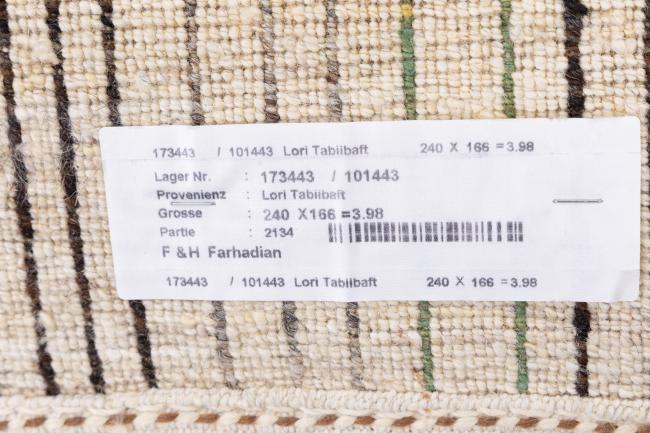 173443 / 101443 Lori Tabiibaft 240 X 166 =3.98
Lager Nr. : 173443 / 101443
Provenienz : Lori Tabiibaft
Grosse : 240 X166 =3.98
Partie : 2134
F & H Farhadian
173443 / 101443 Lori Tabiibaft 240 X 166 =3.98